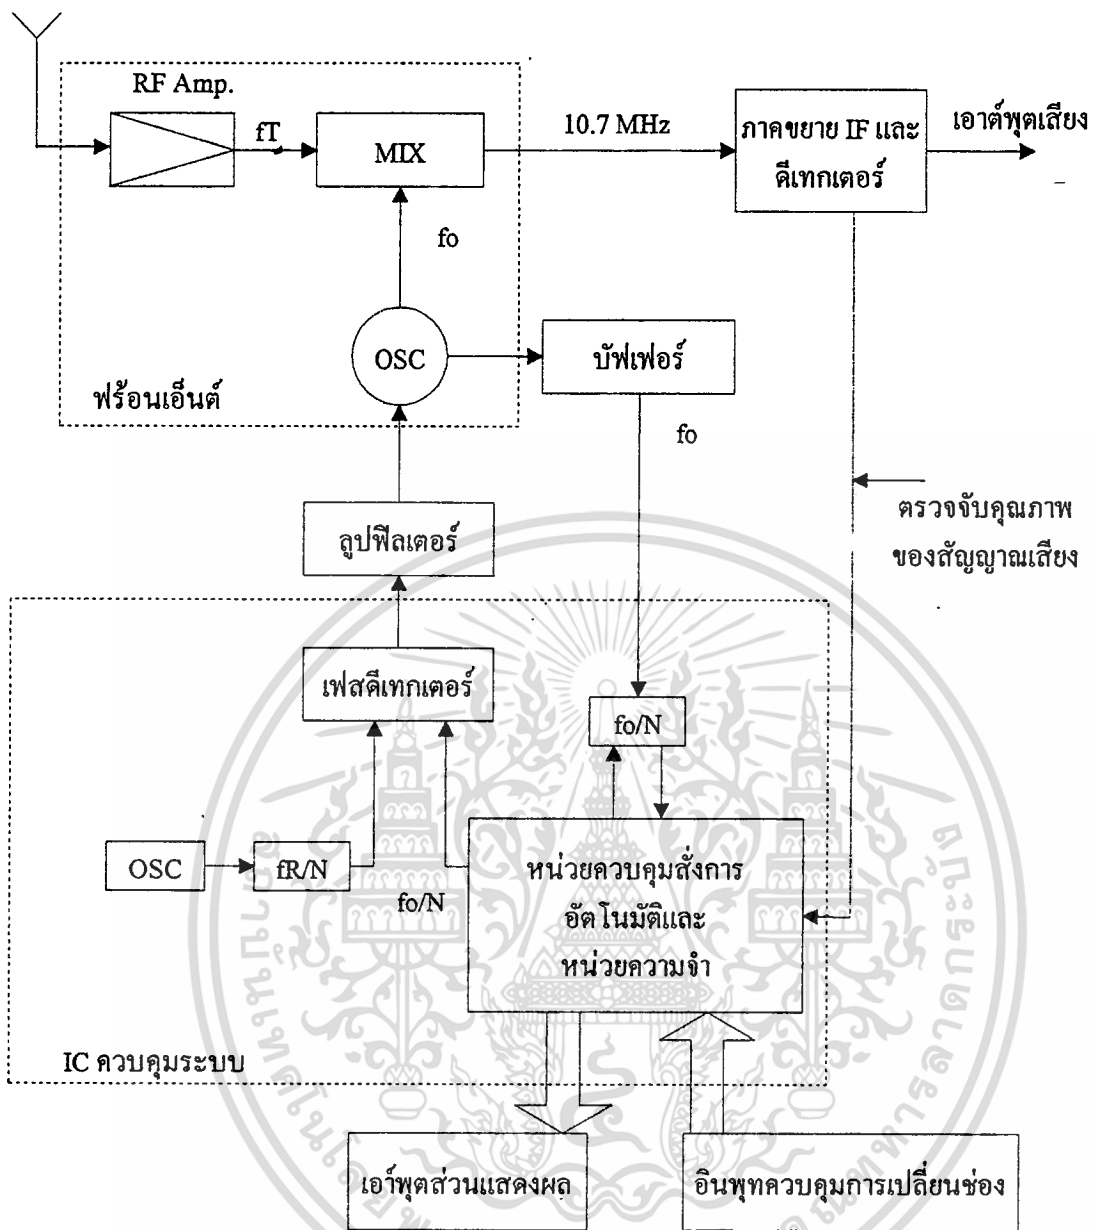 RF Amp.
fT
MIX
10.7 MHz
ภาคขยาย IF และ
ดีเทกเตอร์
เอาต์พุตเสียง
fo
OSC
บัฟเฟอร์
ฟร้อนเอ็นต์
fo
ตรวจจับคุณภาพ
ของสัญญาณเสียง
ลูปฟิลเตอร์
เฟสดีเทกเตอร์
fo/N
OSC
fR/N
fo/N
หน่วยควบคุมสั่งการ
อัตโนมัติและ
หน่วยความจำ
IC ควบคุมระบบ
เอาพุตส่วนแสดงผล
อินพุทควบคุมการเปลี่ยนช่อง